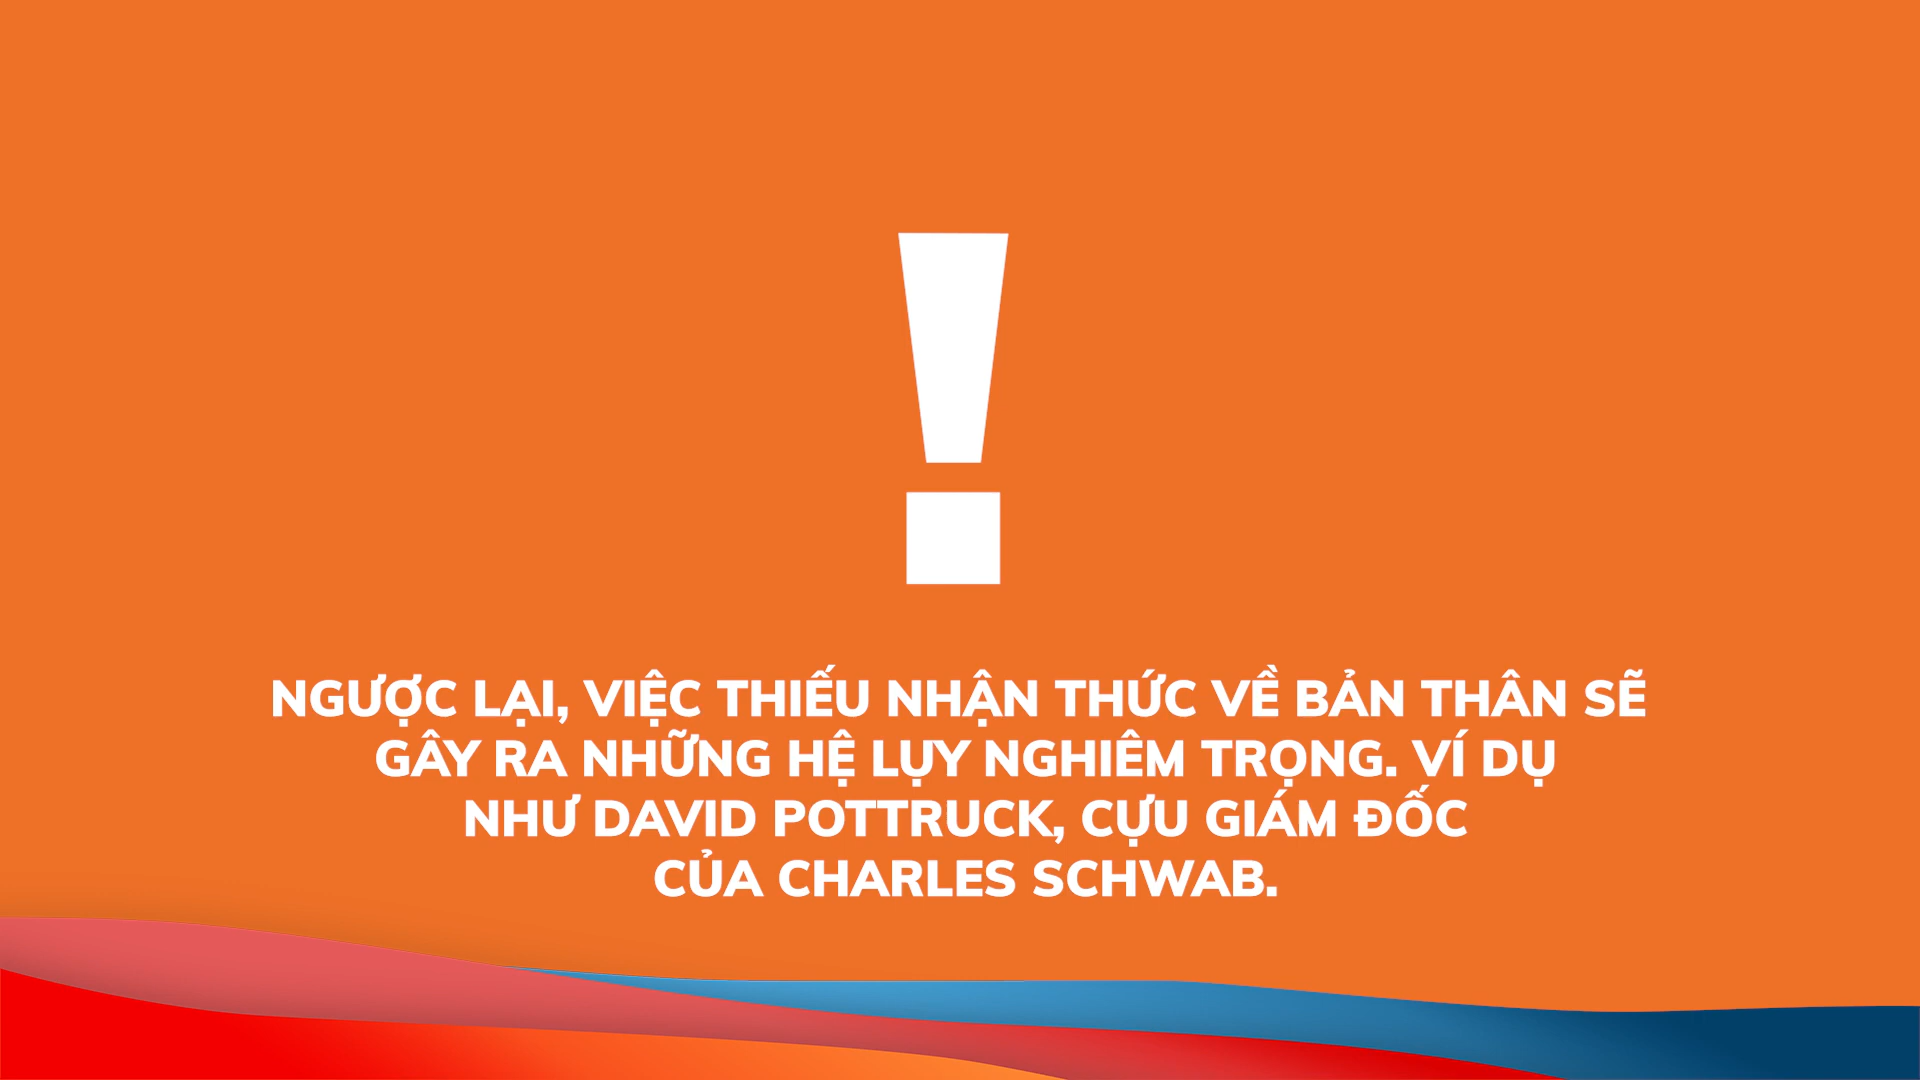 !
NGƯỢC LẠI, VIỆC THIẾU NHẬN THỨC VỀ BẢN THÂN SẼ
GÂY RA NHỮNG HỆ LỤY NGHIÊM TRỌNG. VÍ DỤ
NHƯ DAVID POTTRUCK, CỰU GIÁM ĐỐC
CỦA CHARLES SCHWAB.